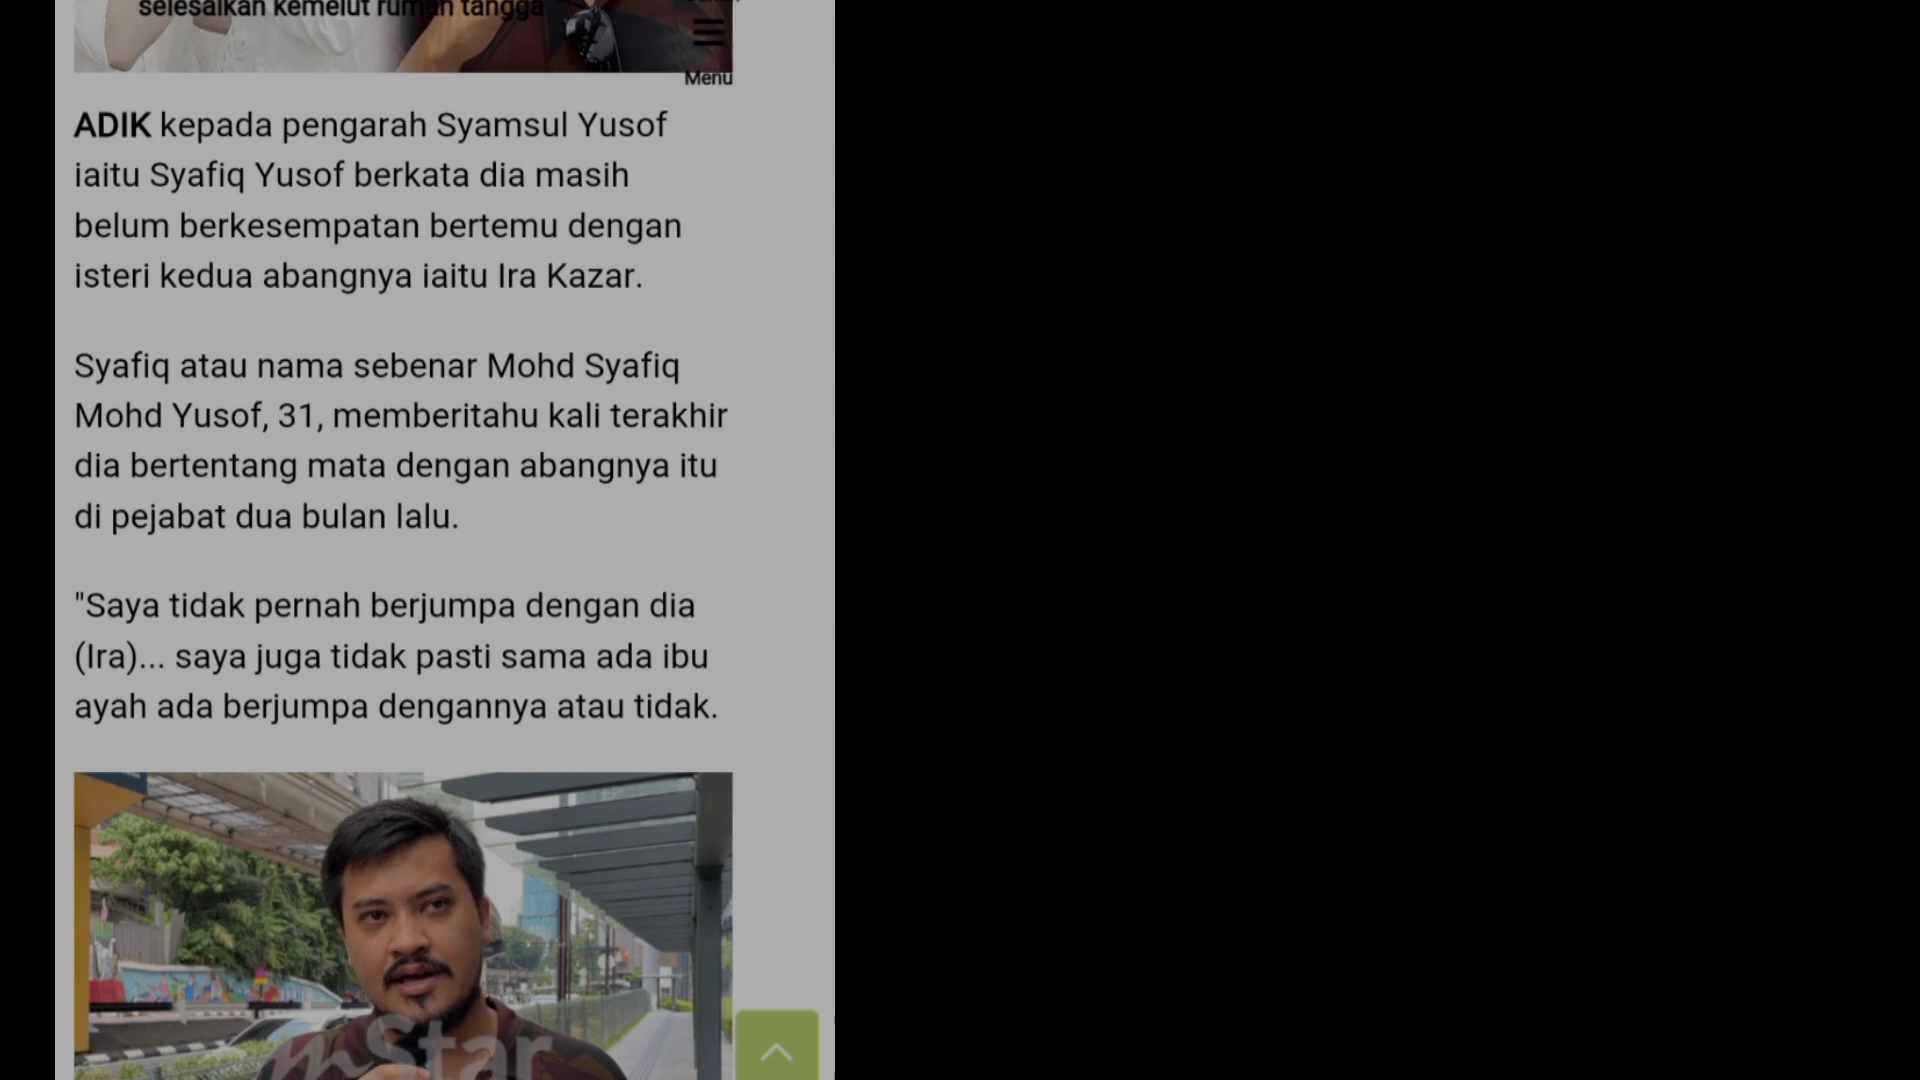 selesaikan kemelut rumah tangga
Menu
ADIK kepada pengarah Syamsul Yusof
iaitu Syafiq Yusof berkata dia masih
belum berkesempatan bertemu dengan
isteri kedua abangnya iaitu Ira Kazar.
Syafiq atau nama sebenar Mohd Syafiq
Mohd Yusof, 31, memberitahu kali terakhir
dia bertentang mata dengan abangnya itu
di pejabat dua bulan lalu.
"Saya tidak pernah berjumpa dengan dia
(Ira)... saya juga tidak pasti sama ada ibu
ayah ada berjumpa dengannya atau tidak.
mStar